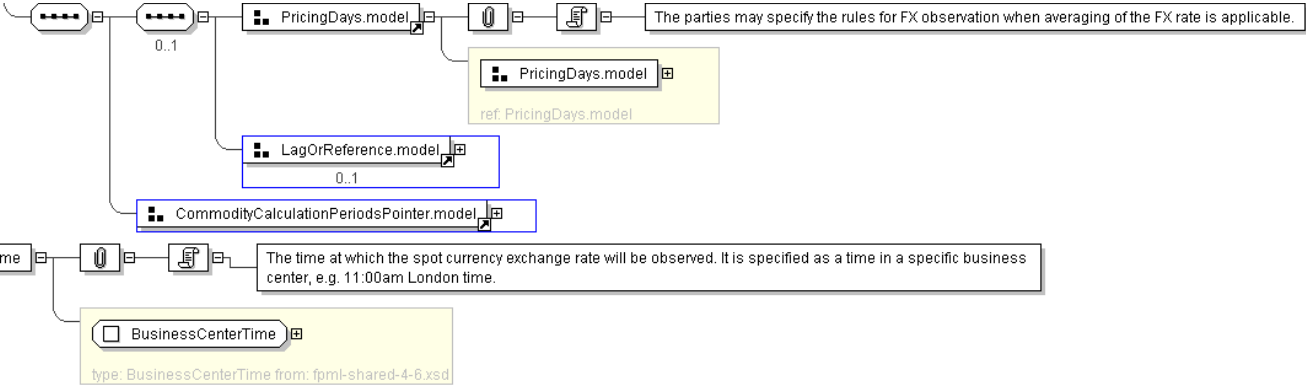 PricingDays.model
The parties may specify the rules for FX observation when averaging of the FX rate is applicable.
0..1
PricingDays.model
ref: PricingDays.model
LagOrReference.model
0..1
CommodityCalculationPeriodsPointer.model
me
The time at which the spot currency exchange rate will be observed. It is specified as a time in a specific business
center, e.g. 11:00am London time.
BusinessCenterTime
type: BusinessCenterTime from: fpml-shared-4-6.xsd